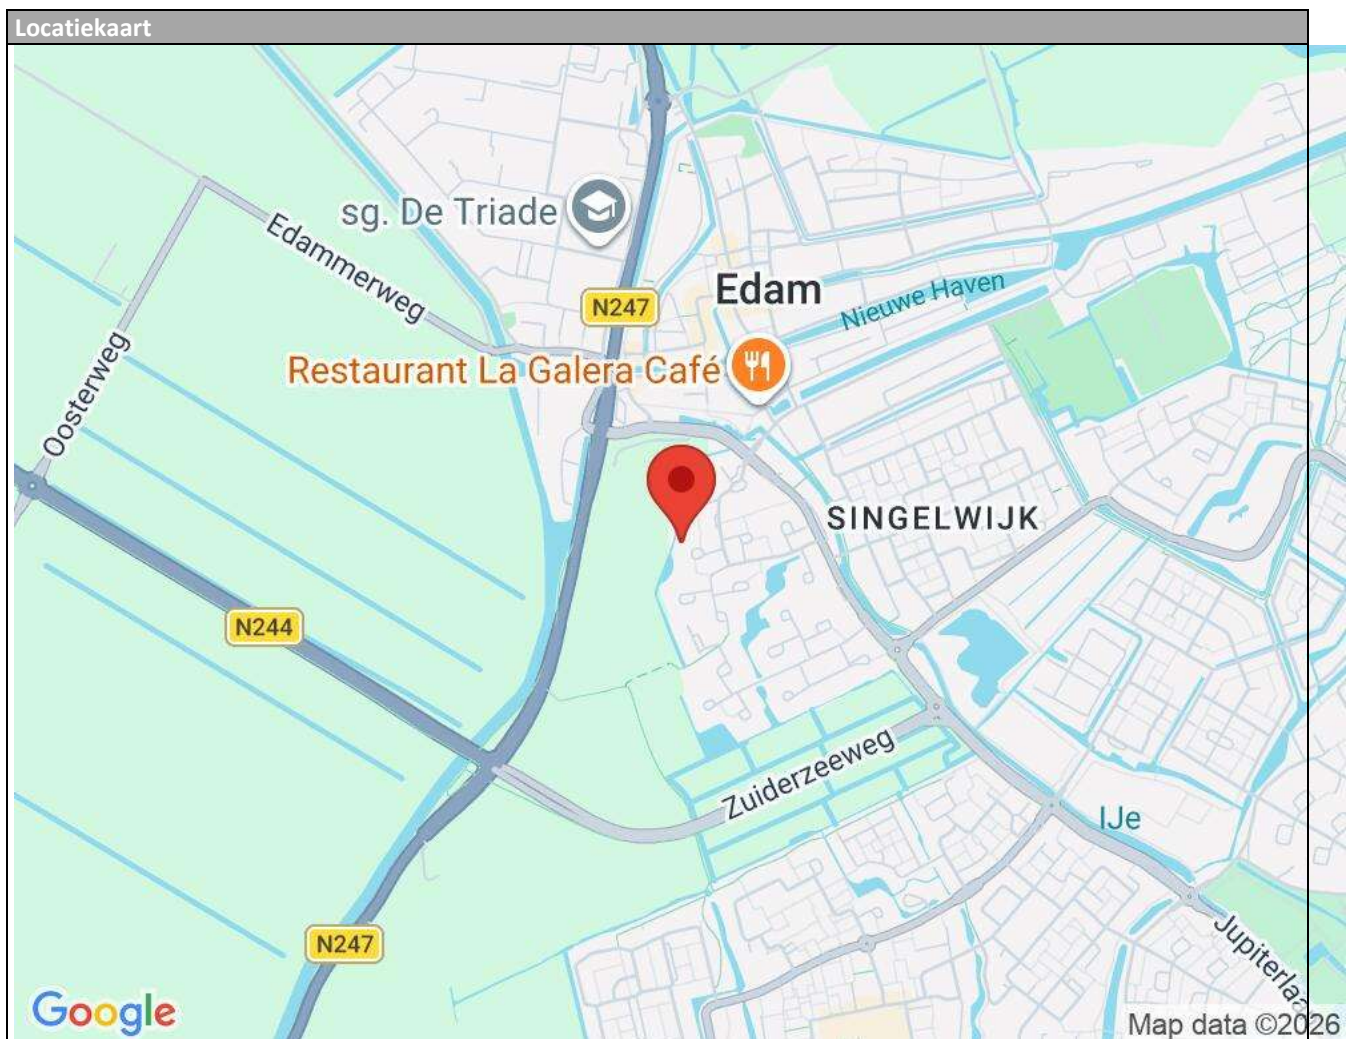 Locatiekaart
sg. De Triade
Edammerweg
N247
Edam
Nieuwe Haven
Restaurant La Galera Café
Oosterweg
SINGELWIJK
N244
Zuiderzeeweg
IJe
N247
Jupiterlaa
Google
Map data ©2026